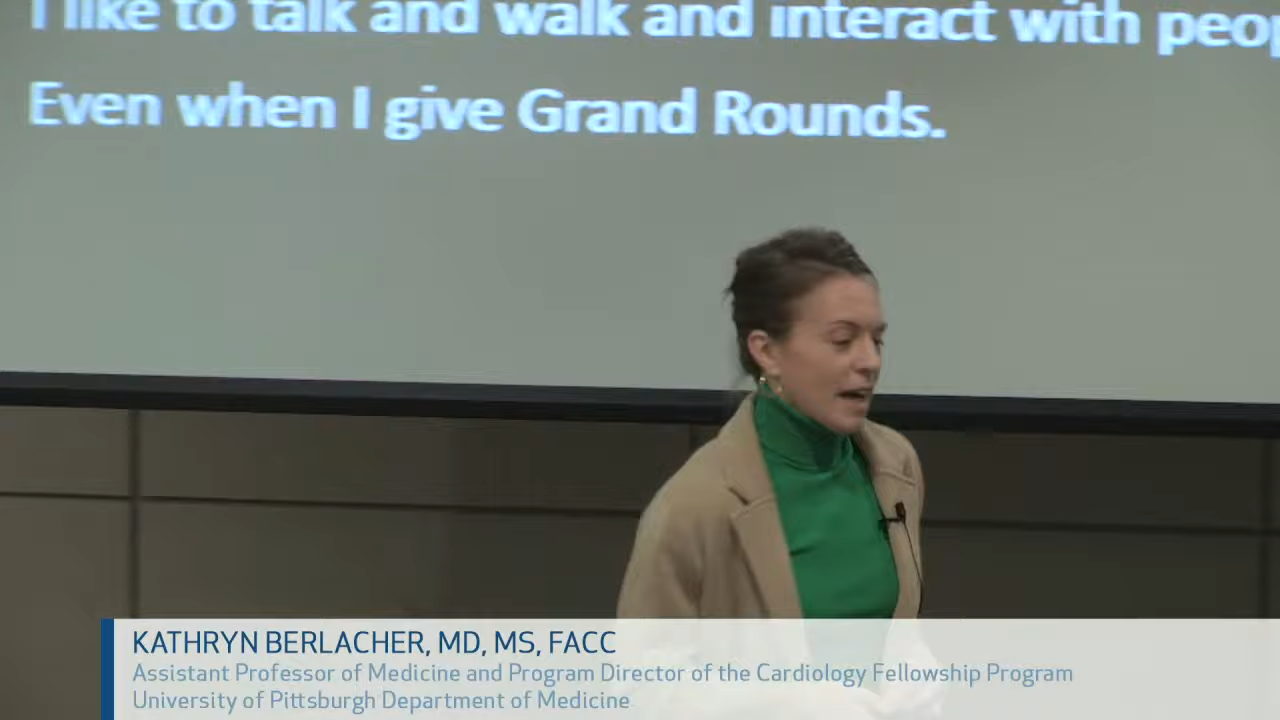 I like to talk and walk and interact with
Even when I give Grand Rounds.
KATHRYN BERLACHER, MD, MS, FACC
Assistant Professor of Medicine and Program Director of the Cardiology Fellowship Program
University of Pittsburgh Department of Medicine